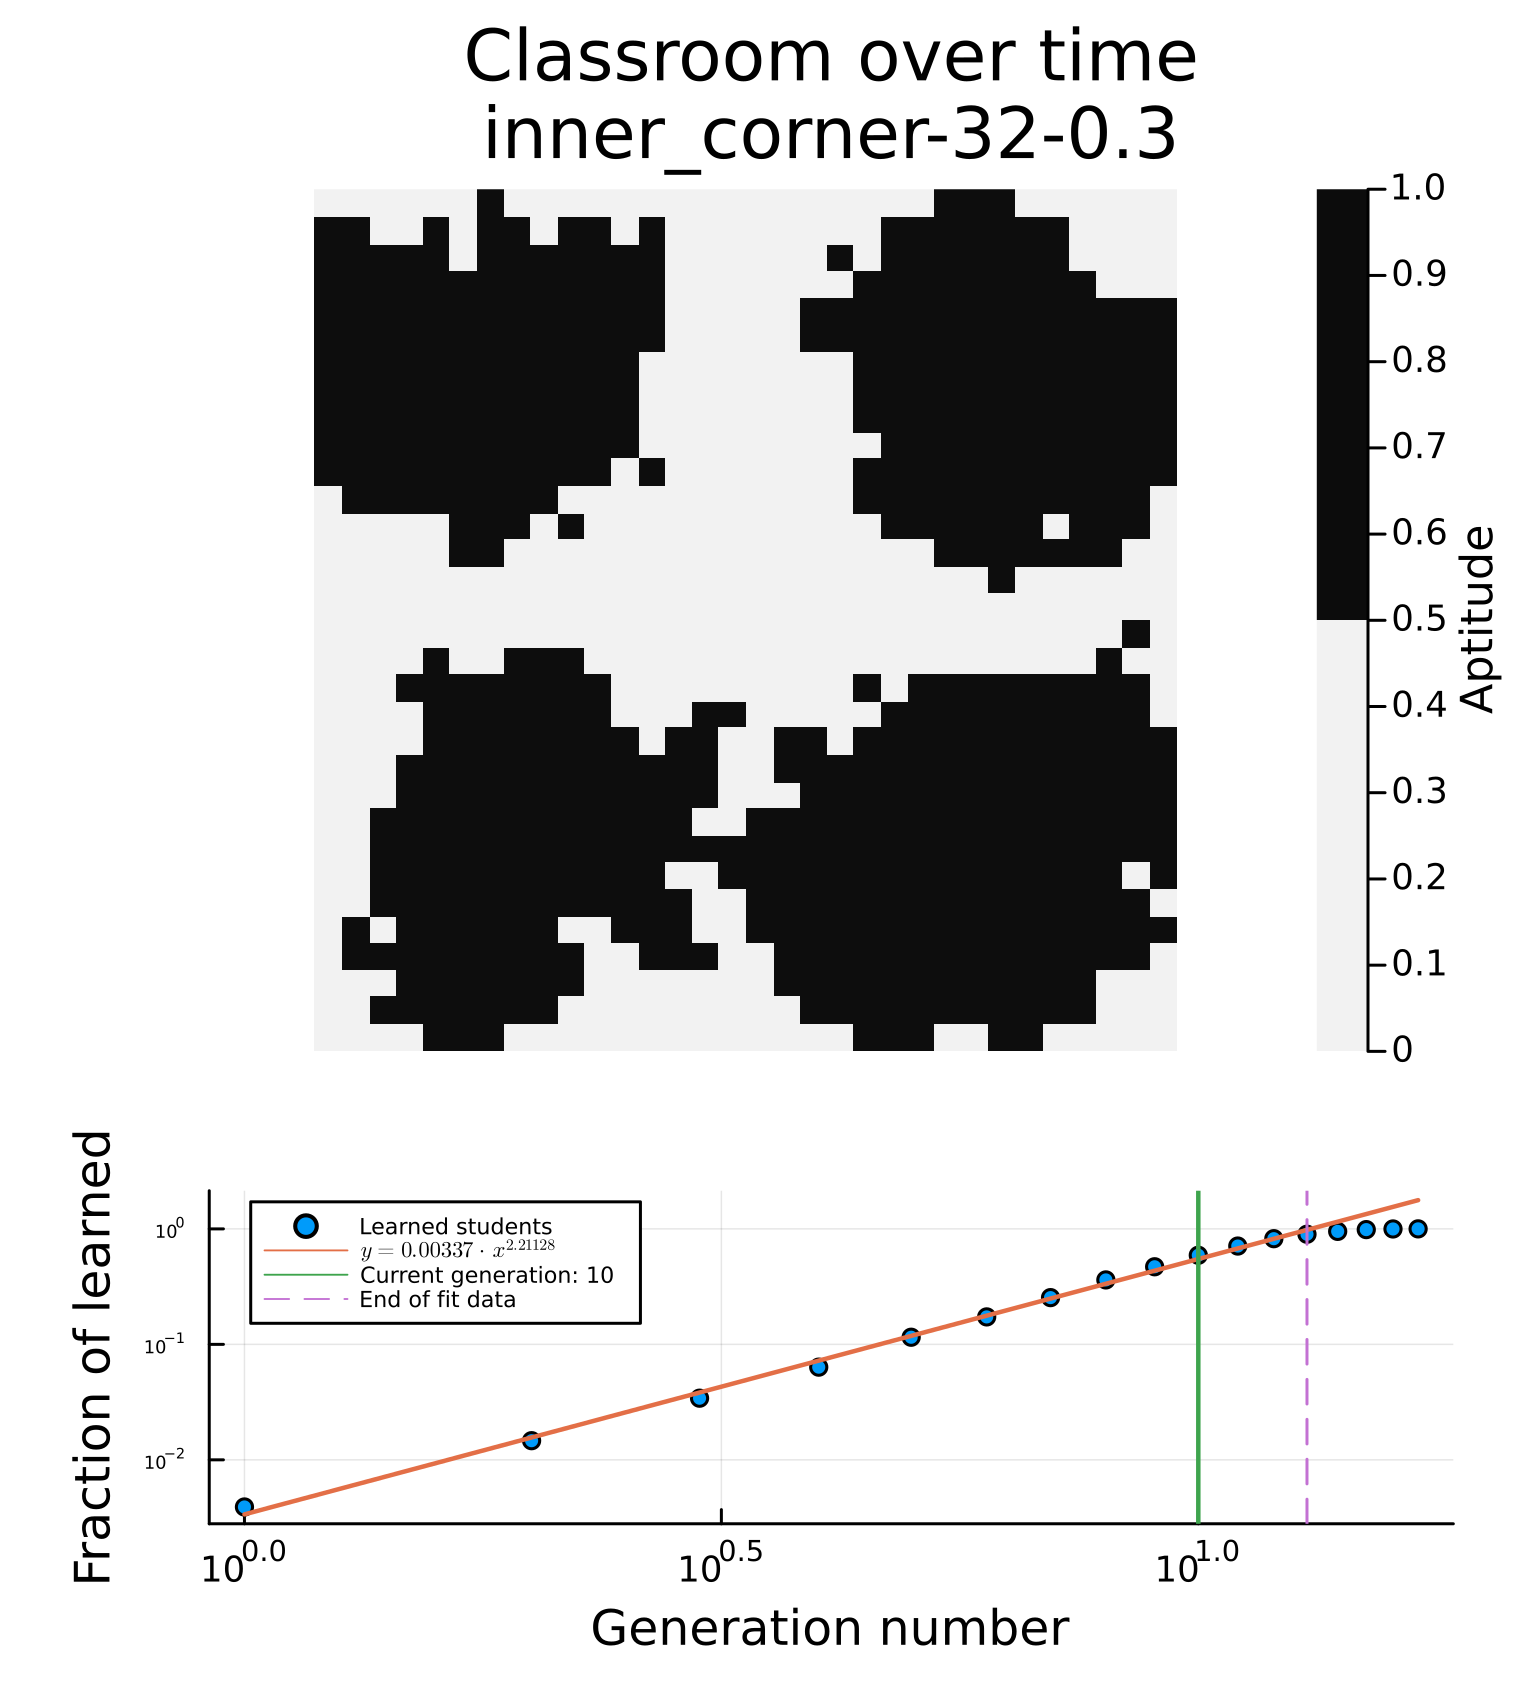 Classroom over time
inner_corner-32-0.3
1.0
0.9
0.8
0.7
0.6
0.5
0.4
0.3
0.2
0.1
0
Aptitude
Fraction of learned
10^0
10^-1
10^-2
Learned students
y = 0.00337 · x^2.21128
Current generation: 10
End of fit data
10^0.0
10^0.5
10^1.0
Generation number